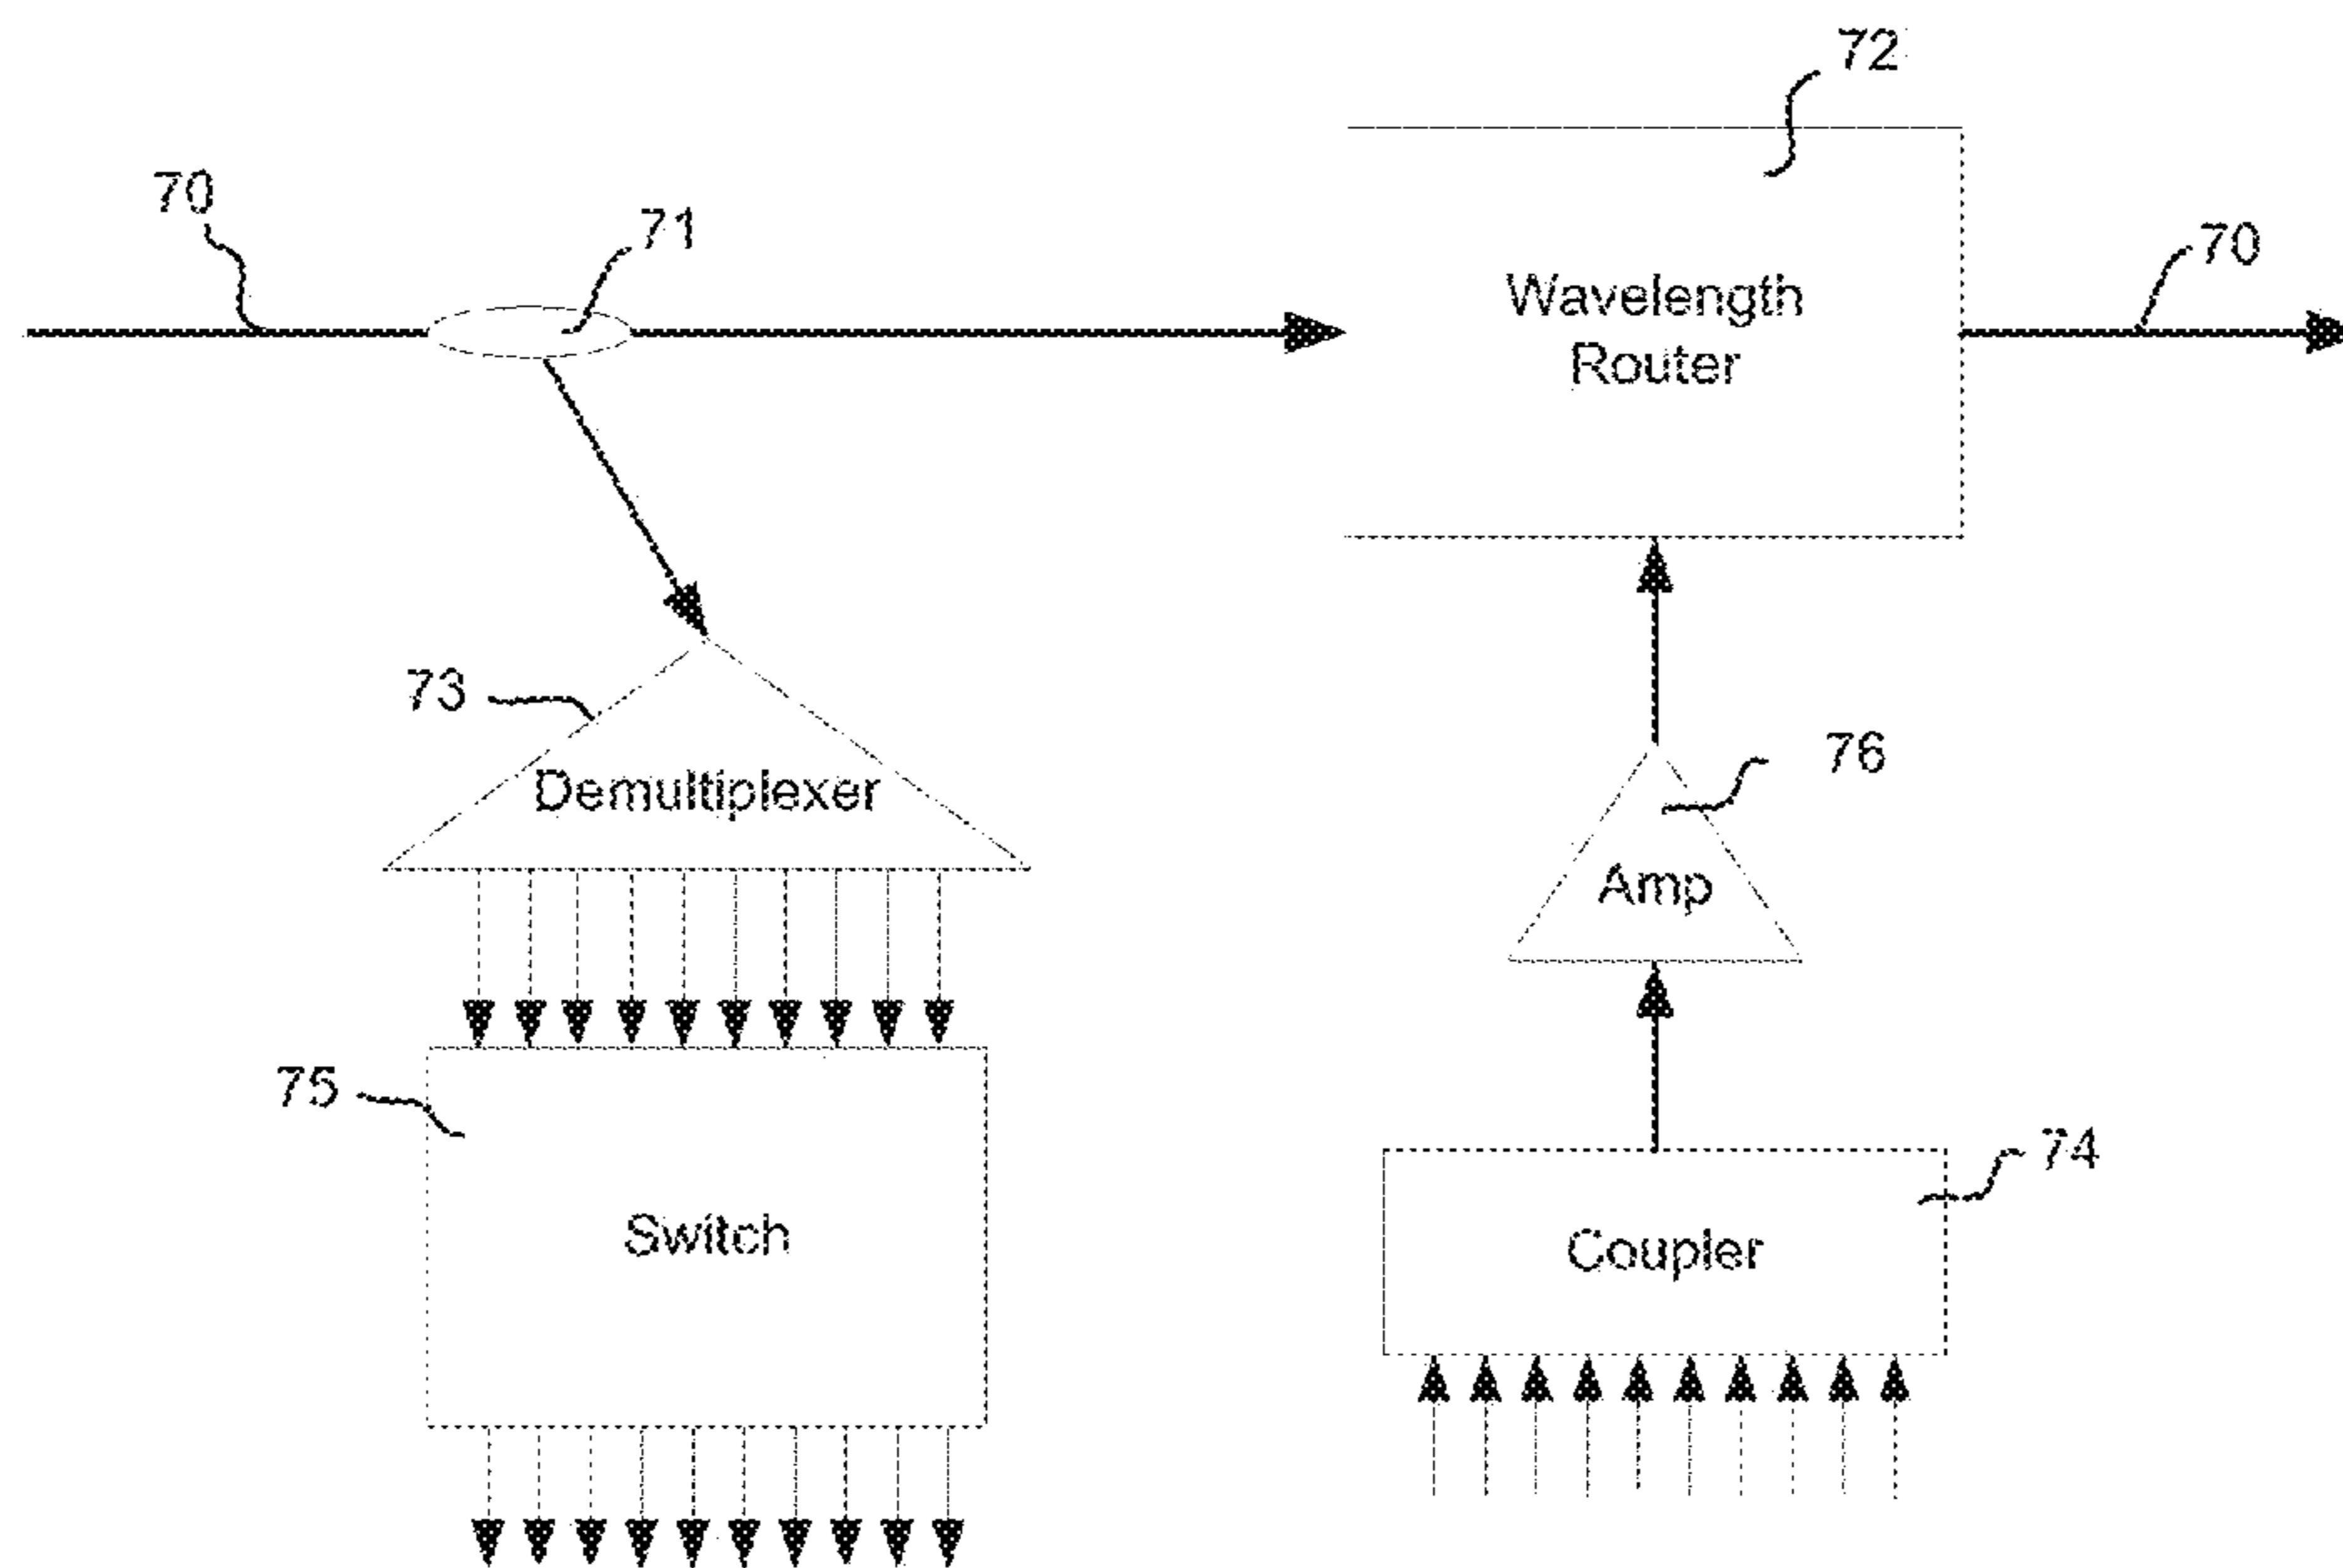 72
70
71
70
Wavelength
Router
73
76
Demultiplexer
Amp
75
74
Switch
Coupler